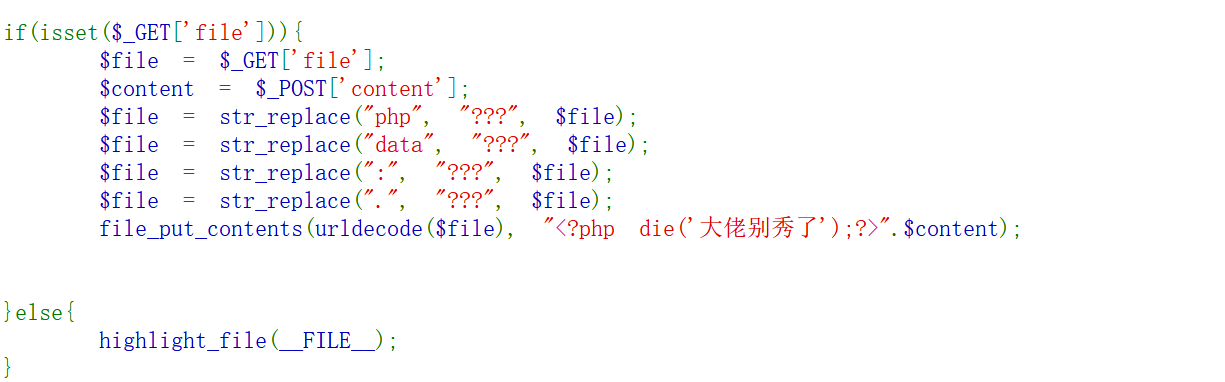 if(isset($_GET['file'])){
        $file  =  $_GET['file'];
        $content  =  $_POST['content'];
        $file  =  str_replace("php",  "???",  $file);
        $file  =  str_replace("data",  "???",  $file);
        $file  =  str_replace(":",  "???",  $file);
        $file  =  str_replace(".",  "???",  $file);
        file_put_contents(urldecode($file),  "<?php  die('大佬别秀了');?>".$content);
}else{
        highlight_file(__FILE__);
}